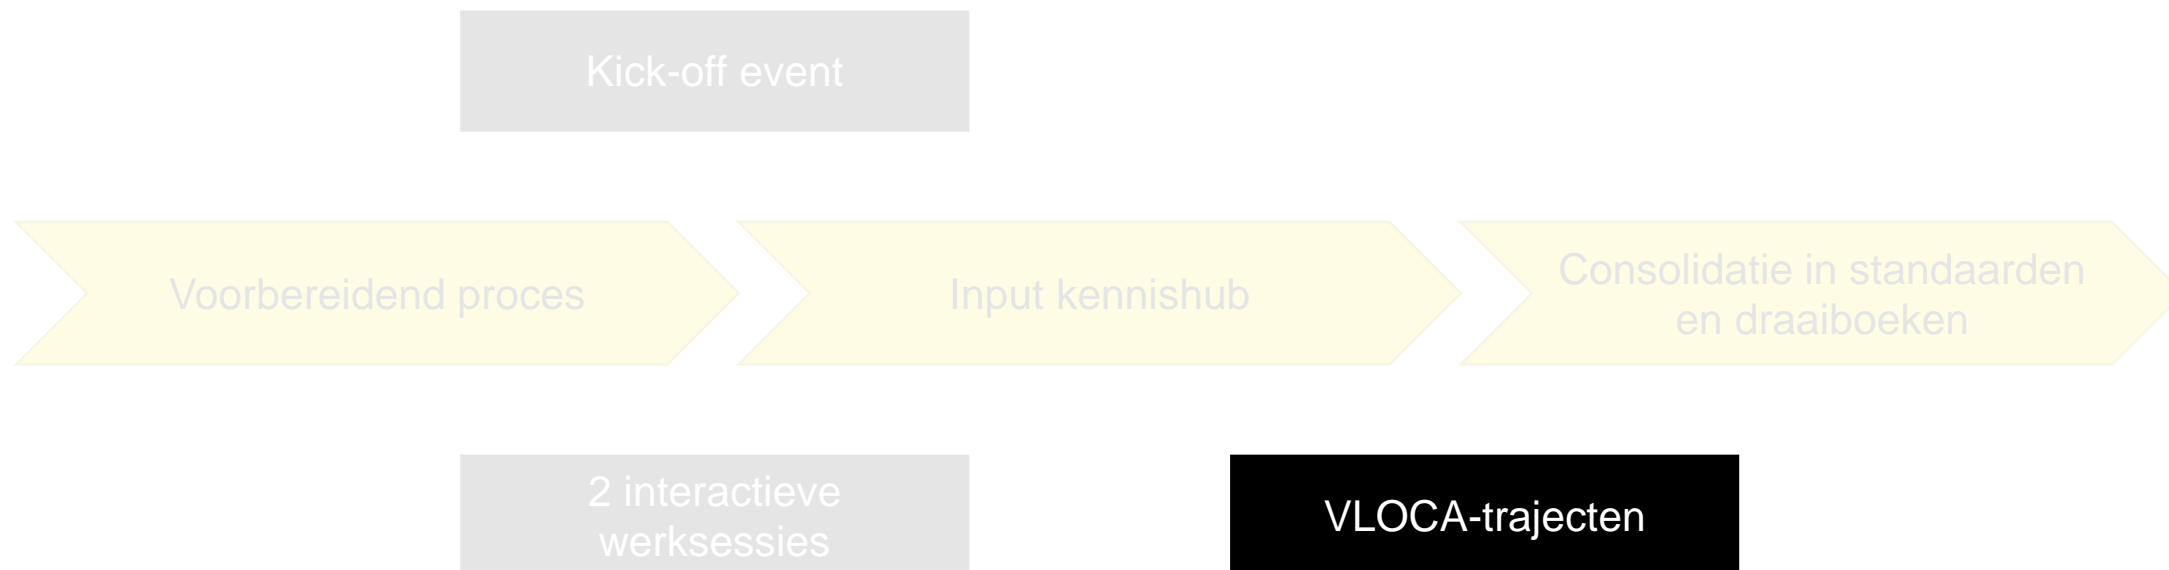 Kick-off event
Voorbereidend proces
Input kennishub
Consolidatie in standaarden
en draaiboeken
2 interactieve
werksessies
VLOCA-trajecten